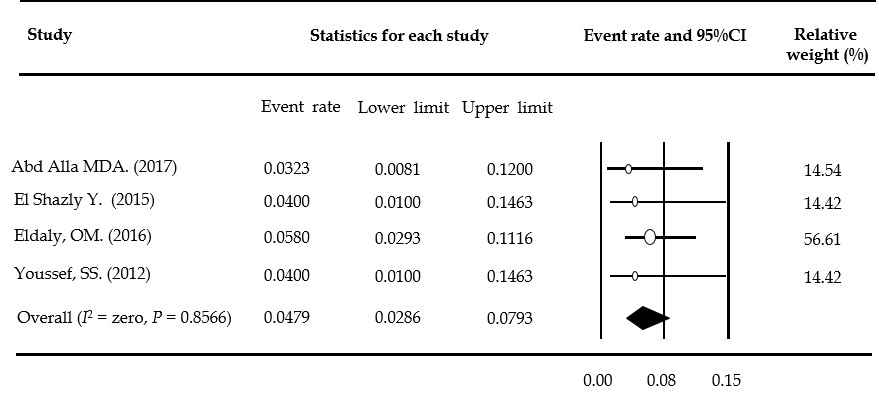 Study Statistics for each study Event rate and 95%CI Relative weight (%)
Event rate Lower limit Upper limit
Abd Alla MDA. (2017) 0.0323 0.0081 0.1200 14.54
El Shazly Y. (2015) 0.0400 0.0100 0.1463 14.42
Eldaly, OM. (2016) 0.0580 0.0293 0.1116 56.61
Youssef, SS. (2012) 0.0400 0.0100 0.1463 14.42
Overall (I² = zero, P = 0.8566) 0.0479 0.0286 0.0793
0.00 0.08 0.15